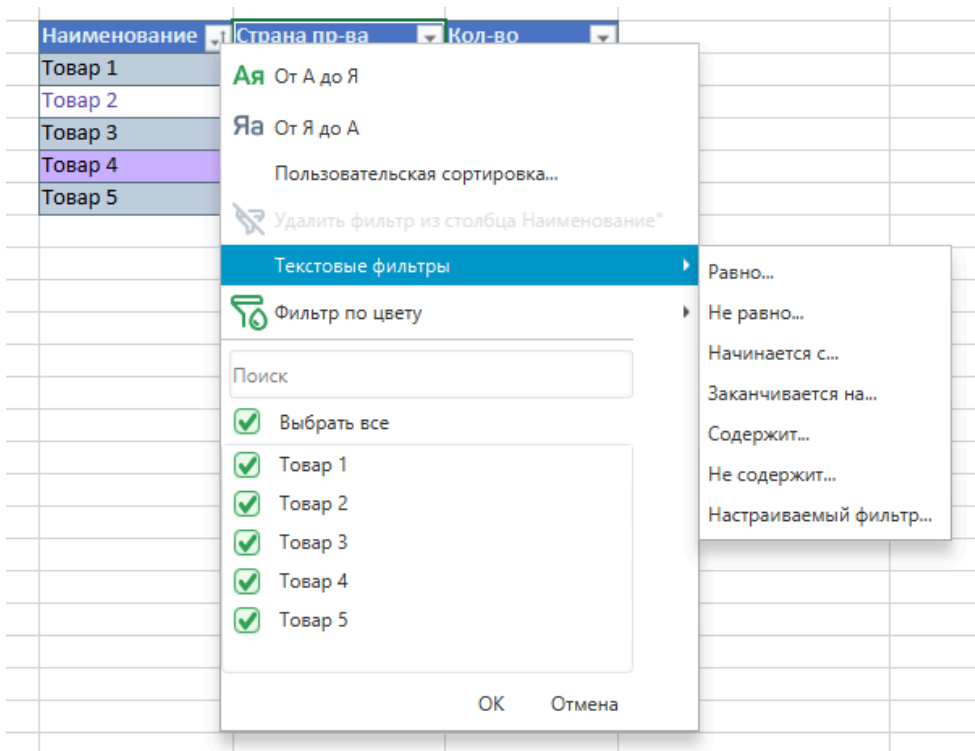 Наименование Страна пр-ва Кол-во
Товар 1
Товар 2
Товар 3
Товар 4
Товар 5
Ая От А до Я
Яа От Я до А
Пользовательская сортировка...
Удалить фильтр из столбца Наименование"
Текстовые фильтры
Фильтр по цвету
Поиск
Выбрать все
Товар 1
Товар 2
Товар 3
Товар 4
Товар 5
ОК Отмена
Равно...
Не равно...
Начинается с...
Заканчивается на...
Содержит...
Не содержит...
Настраиваемый фильтр...